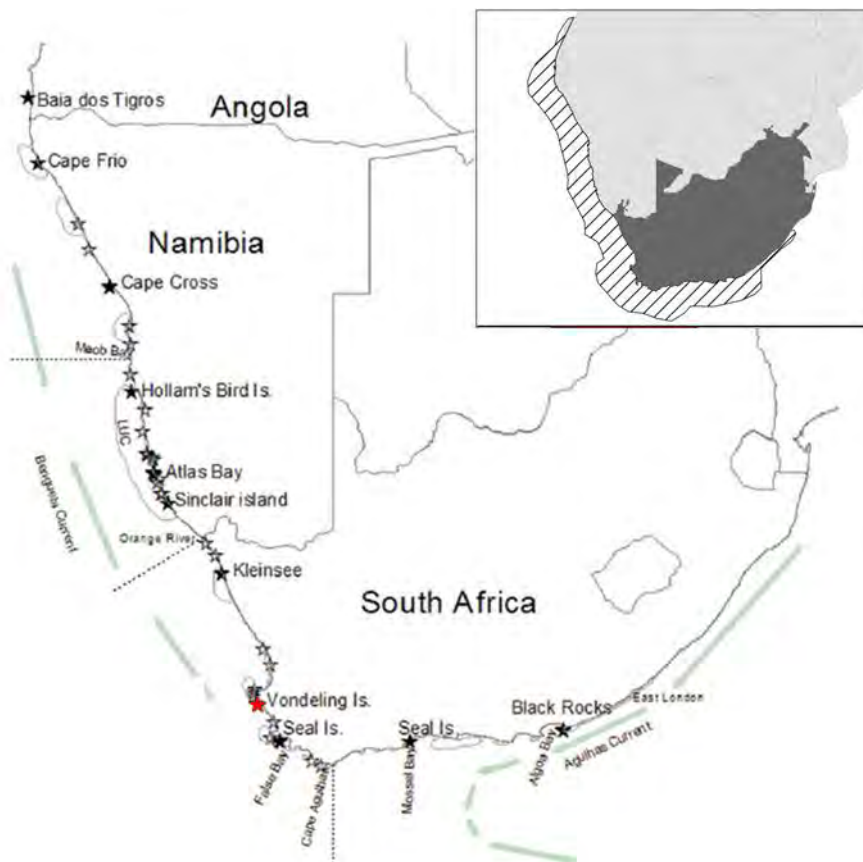 Angola
Baia dos Tigros
Cape Frio
Namibia
Cape Cross
Meob Bay
Hollam's Bird Is.
LUC
Atlas Bay
Sinclair island
Benguela Current
Orange River
Kleinsee
South Africa
Vondeling Is.
Seal Is.
Seal Is.
Black Rocks
East London
False Bay
Cape Agulhas
Mossel Bay
Algoa Bay
Agulhas Current